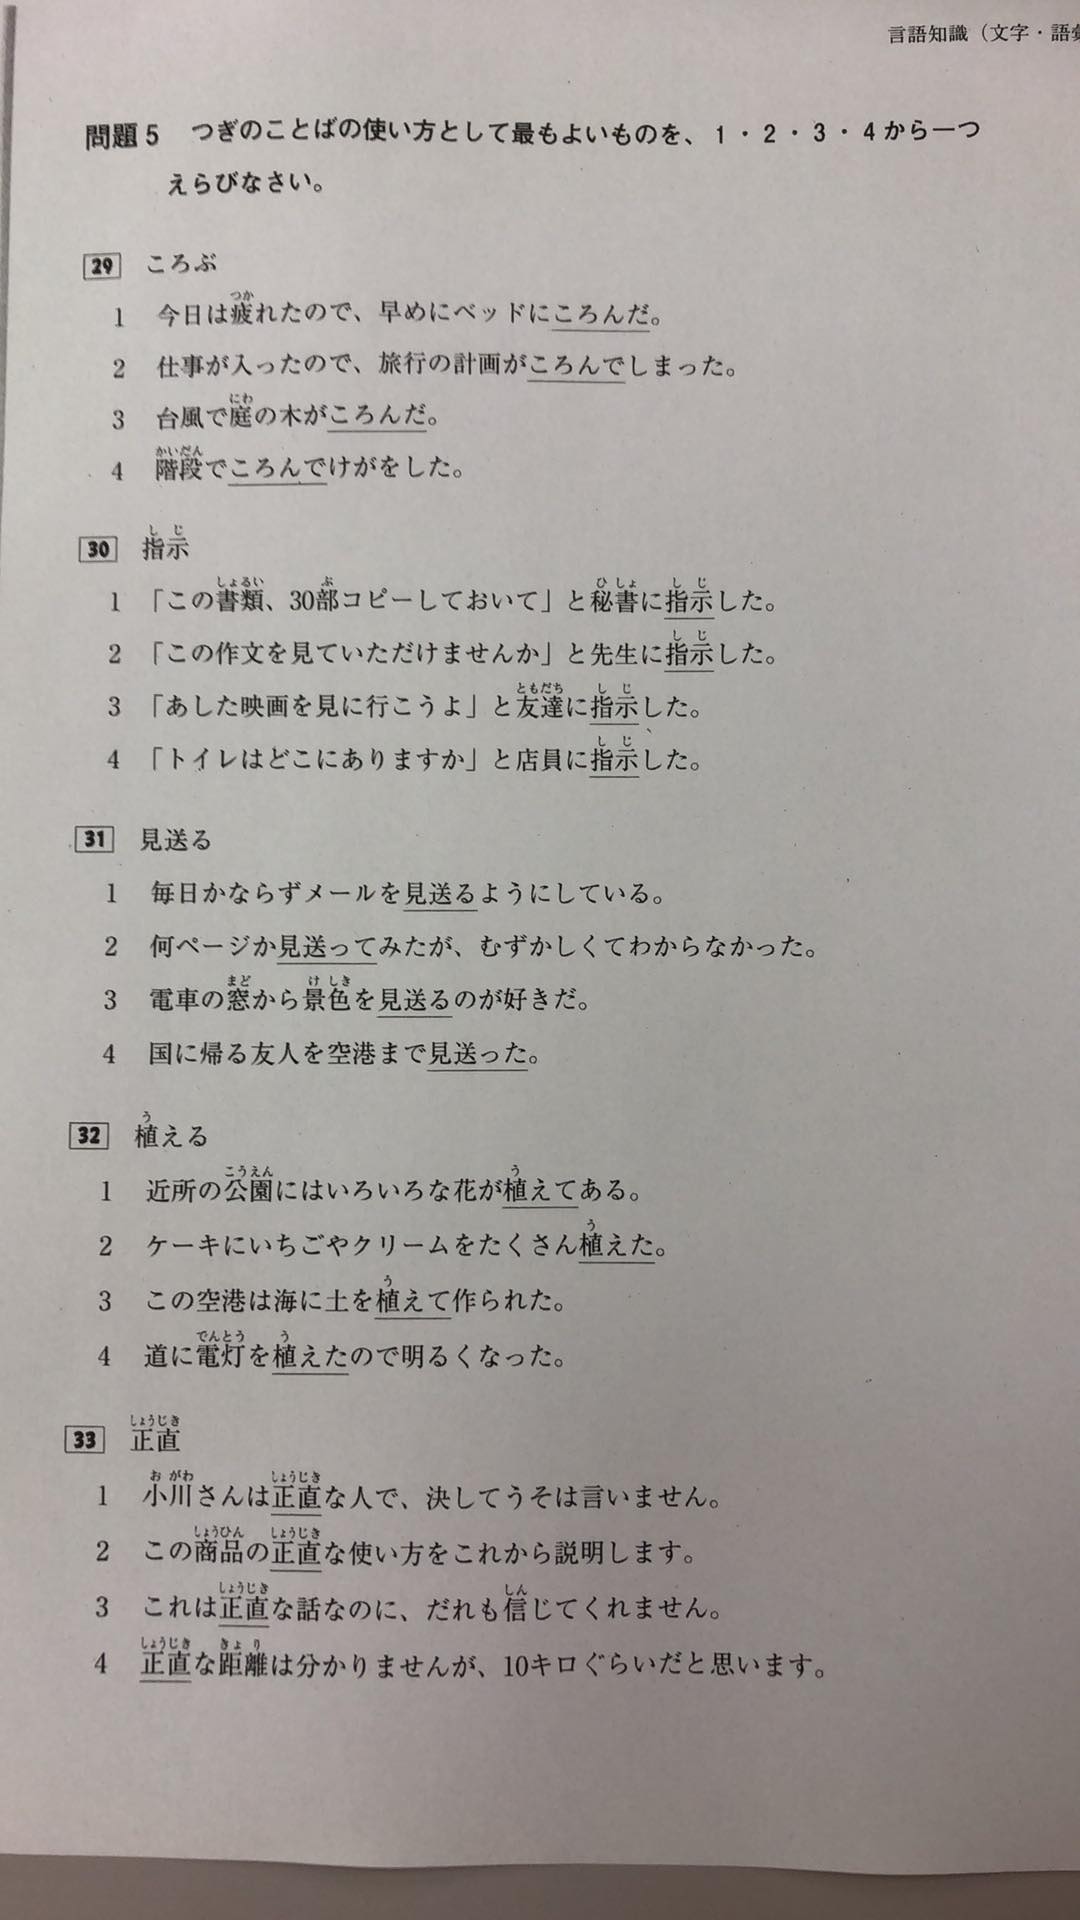 言語知識（文字・語彙
問題5 つぎのことばの使い方として最もよいものを、1・2・3・4から一つ
えらびなさい。
29 ころぶ
1 今日は疲れたので、早めにベッドにころんだ。
2 仕事が入ったので、旅行の計画がころんでしまった。
3 台風で庭の木がころんだ。
4 階段でころんでけがをした。
30 指示
1 「この書類、30部コピーしておいて」と秘書に指示した。
2 「この作文を見ていただけませんか」と先生に指示した。
3 「あした映画を見に行こうよ」と友達に指示した。
4 「トイレはどこにありますか」と店員に指示した。
31 見送る
1 毎日かならずメールを見送るようにしている。
2 何ページか見送ってみたが、むずかしくてわからなかった。
3 電車の窓から景色を見送るのが好きだ。
4 国に帰る友人を空港まで見送った。
32 植える
1 近所の公園にはいろいろな花が植えてある。
2 ケーキにいちごやクリームをたくさん植えた。
3 この空港は海に土を植えて作られた。
4 道に電灯を植えたので明るくなった。
33 正直
1 小川さんは正直な人で、決してうそは言いません。
2 この商品の正直な使い方をこれから説明します。
3 これは正直な話なのに、だれも信じてくれません。
4 正直な距離は分かりませんが、10キロぐらいだと思います。